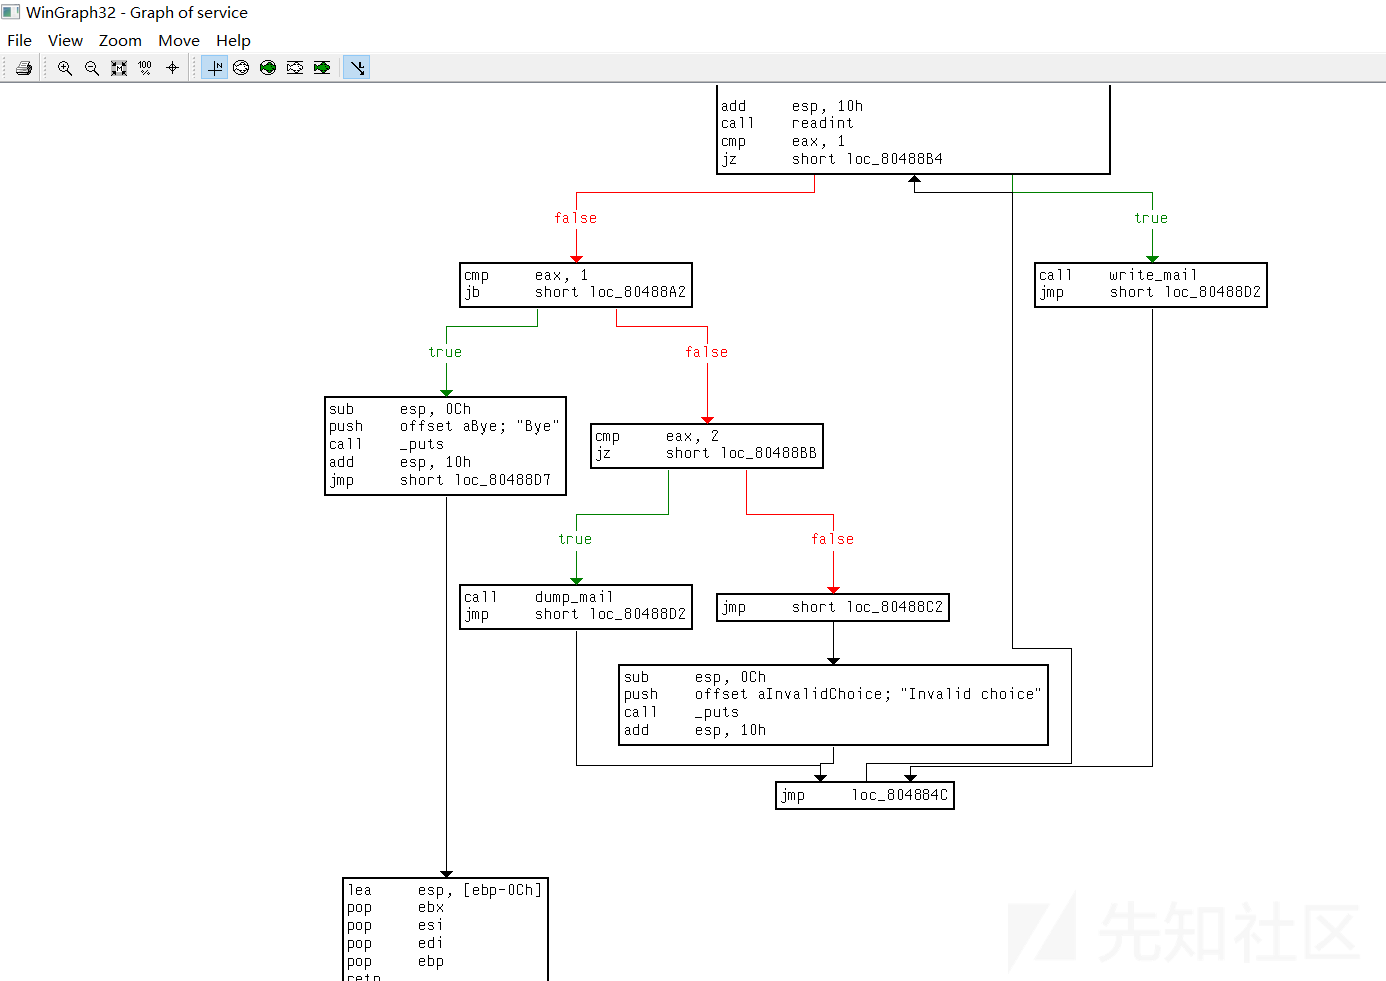 WinGraph32 - Graph of service
File View Zoom Move Help
100 %
add esp, 10h
call readint
cmp eax, 1
jz short loc_80488B4
false
true
cmp eax, 1
jb short loc_80488A2
call write_mail
jmp short loc_80488D2
true
false
sub esp, 0Ch
push offset aBye; "Bye"
call _puts
add esp, 10h
jmp short loc_80488D7
cmp eax, 2
jz short loc_80488BB
true
false
call dump_mail
jmp short loc_80488D2
jmp short loc_80488C2
sub esp, 0Ch
push offset aInvalidChoice; "Invalid choice"
call _puts
add esp, 10h
jmp loc_804884C
lea esp, [ebp-0Ch]
pop ebx
pop esi
pop edi
pop ebp
retn
先知社区